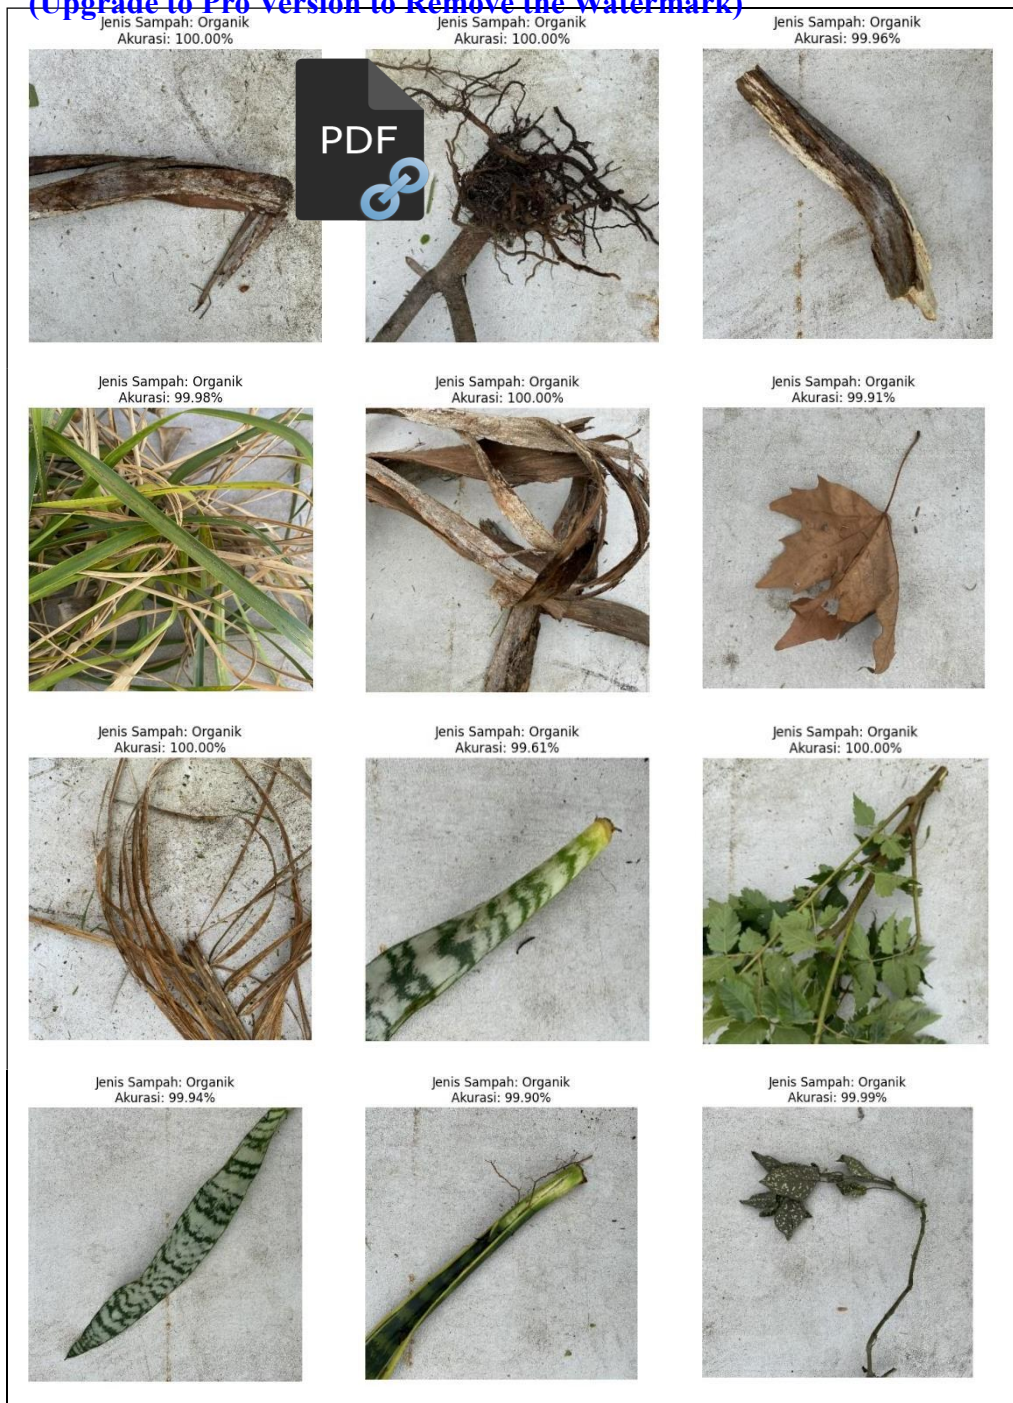 (Upgrade to Pro Version to Remove the Watermark)
Jenis Sampah: Organik
Akurasi: 100.00%
Jenis Sampah: Organik
Akurasi: 100.00%
Jenis Sampah: Organik
Akurasi: 99.96%
PDF
Jenis Sampah: Organik
Akurasi: 99.98%
Jenis Sampah: Organik
Akurasi: 100.00%
Jenis Sampah: Organik
Akurasi: 99.91%
Jenis Sampah: Organik
Akurasi: 100.00%
Jenis Sampah: Organik
Akurasi: 99.61%
Jenis Sampah: Organik
Akurasi: 100.00%
Jenis Sampah: Organik
Akurasi: 99.94%
Jenis Sampah: Organik
Akurasi: 99.90%
Jenis Sampah: Organik
Akurasi: 99.99%